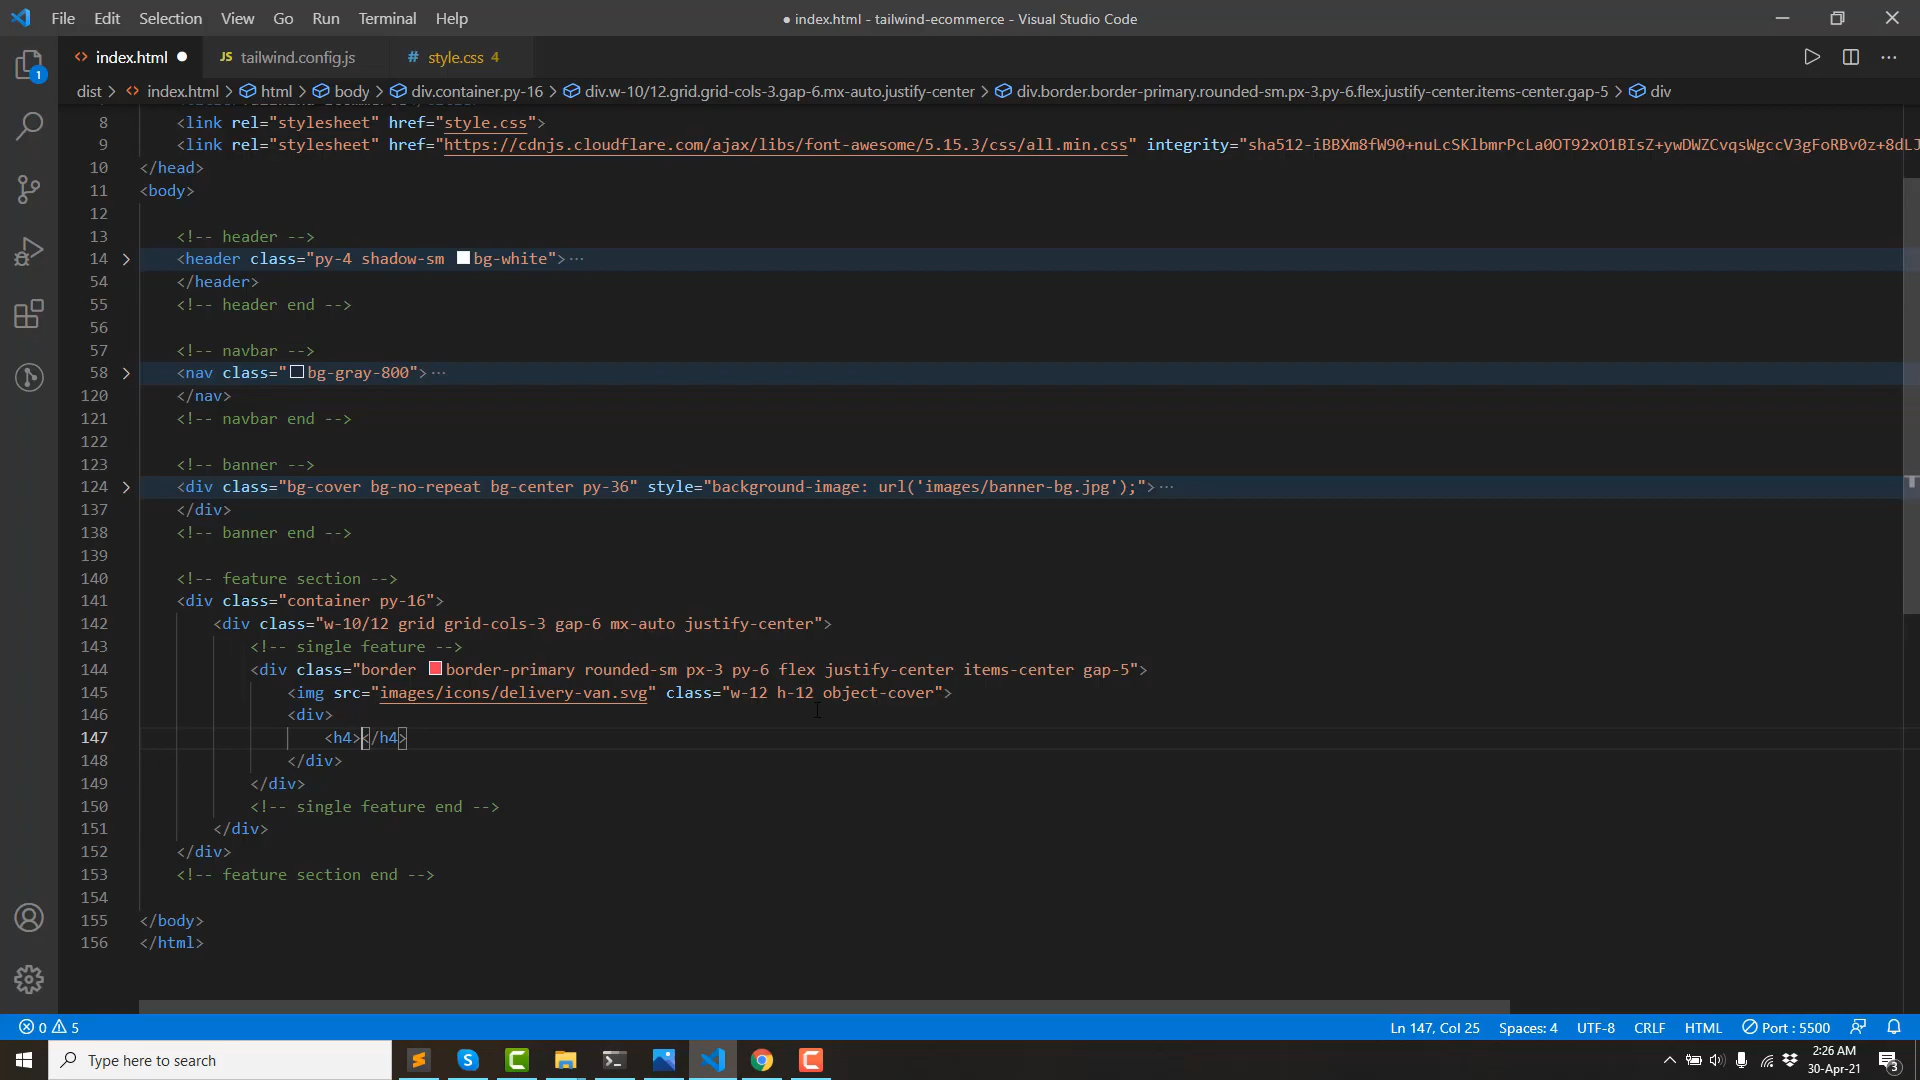 File Edit Selection View Go Run Terminal Help
● index.html - tailwind-ecommerce - Visual Studio Code
<> index.html ● JS tailwind.config.js # style.css 4
dist > <> index.html > html > body > div.container.py-16 > div.w-10/12.grid.grid-cols-3.gap-6.mx-auto.justify-center > div.border.border-primary.rounded-sm.px-3.py-6.flex.justify-center.items-center.gap-5 > div
1
8 <link rel="stylesheet" href="style.css">
9 <link rel="stylesheet" href="https://cdnjs.cloudflare.com/ajax/libs/font-awesome/5.15.3/css/all.min.css" integrity="sha512-iBBXm8fW90+nuLcSKlbmrPcLa0OT92xO1BIsZ+ywDWZCvqsWgccV3gFoRBv0z+8dLJ
10 </head>
11 <body>
12
13 <!-- header -->
14 > <header class="py-4 shadow-sm bg-white">···
54 </header>
55 <!-- header end -->
56
57 <!-- navbar -->
58 > <nav class="bg-gray-800">···
120 </nav>
121 <!-- navbar end -->
122
123 <!-- banner -->
124 > <div class="bg-cover bg-no-repeat bg-center py-36" style="background-image: url('images/banner-bg.jpg');">···
137 </div>
138 <!-- banner end -->
139
140 <!-- feature section -->
141 <div class="container py-16">
142 <div class="w-10/12 grid grid-cols-3 gap-6 mx-auto justify-center">
143 <!-- single feature -->
144 <div class="border border-primary rounded-sm px-3 py-6 flex justify-center items-center gap-5">
145 <img src="images/icons/delivery-van.svg" class="w-12 h-12 object-cover">
146 <div>
147 <h4></h4>
148 </div>
149 </div>
150 <!-- single feature end -->
151 </div>
152 </div>
153 <!-- feature section end -->
154
155 </body>
156 </html>
0 5
Ln 147, Col 25 Spaces: 4 UTF-8 CRLF HTML Port : 5500
Type here to search
2:26 AM
30-Apr-21
3